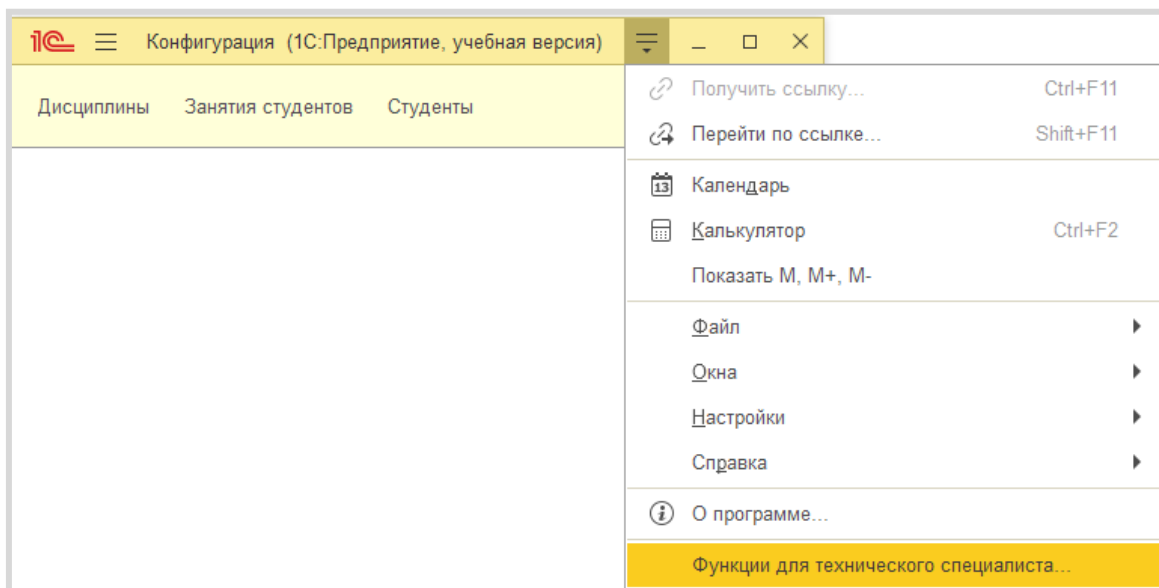 1С Конфигурация (1С:Предприятие, учебная версия)
Дисциплины Занятия студентов Студенты
Получить ссылку... Ctrl+F11
Перейти по ссылке... Shift+F11
13 Календарь
Калькулятор Ctrl+F2
Показать M, M+, M-
Файл
Окна
Настройки
Справка
i О программе...
Функции для технического специалиста...